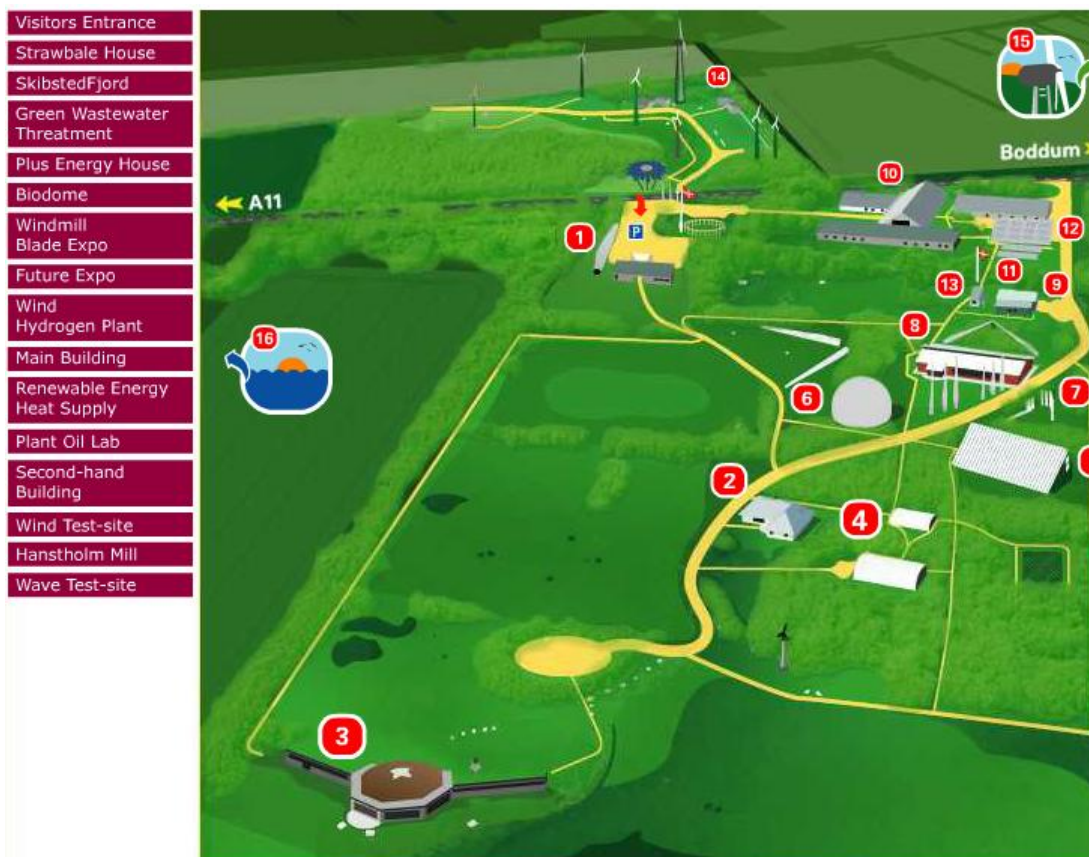 Visitors Entrance
Strawbale House
SkibstedFjord
Green Wastewater
Threatment
Plus Energy House
Biodome
Windmill
Blade Expo
Future Expo
Wind
Hydrogen Plant
Main Building
Renewable Energy
Heat Supply
Plant Oil Lab
Second-hand
Building
Wind Test-site
Hanstholm Mill
Wave Test-site
15
14
Boddum
10
A11
1
P
12
11
13
9
16
8
6
7
2
4
3